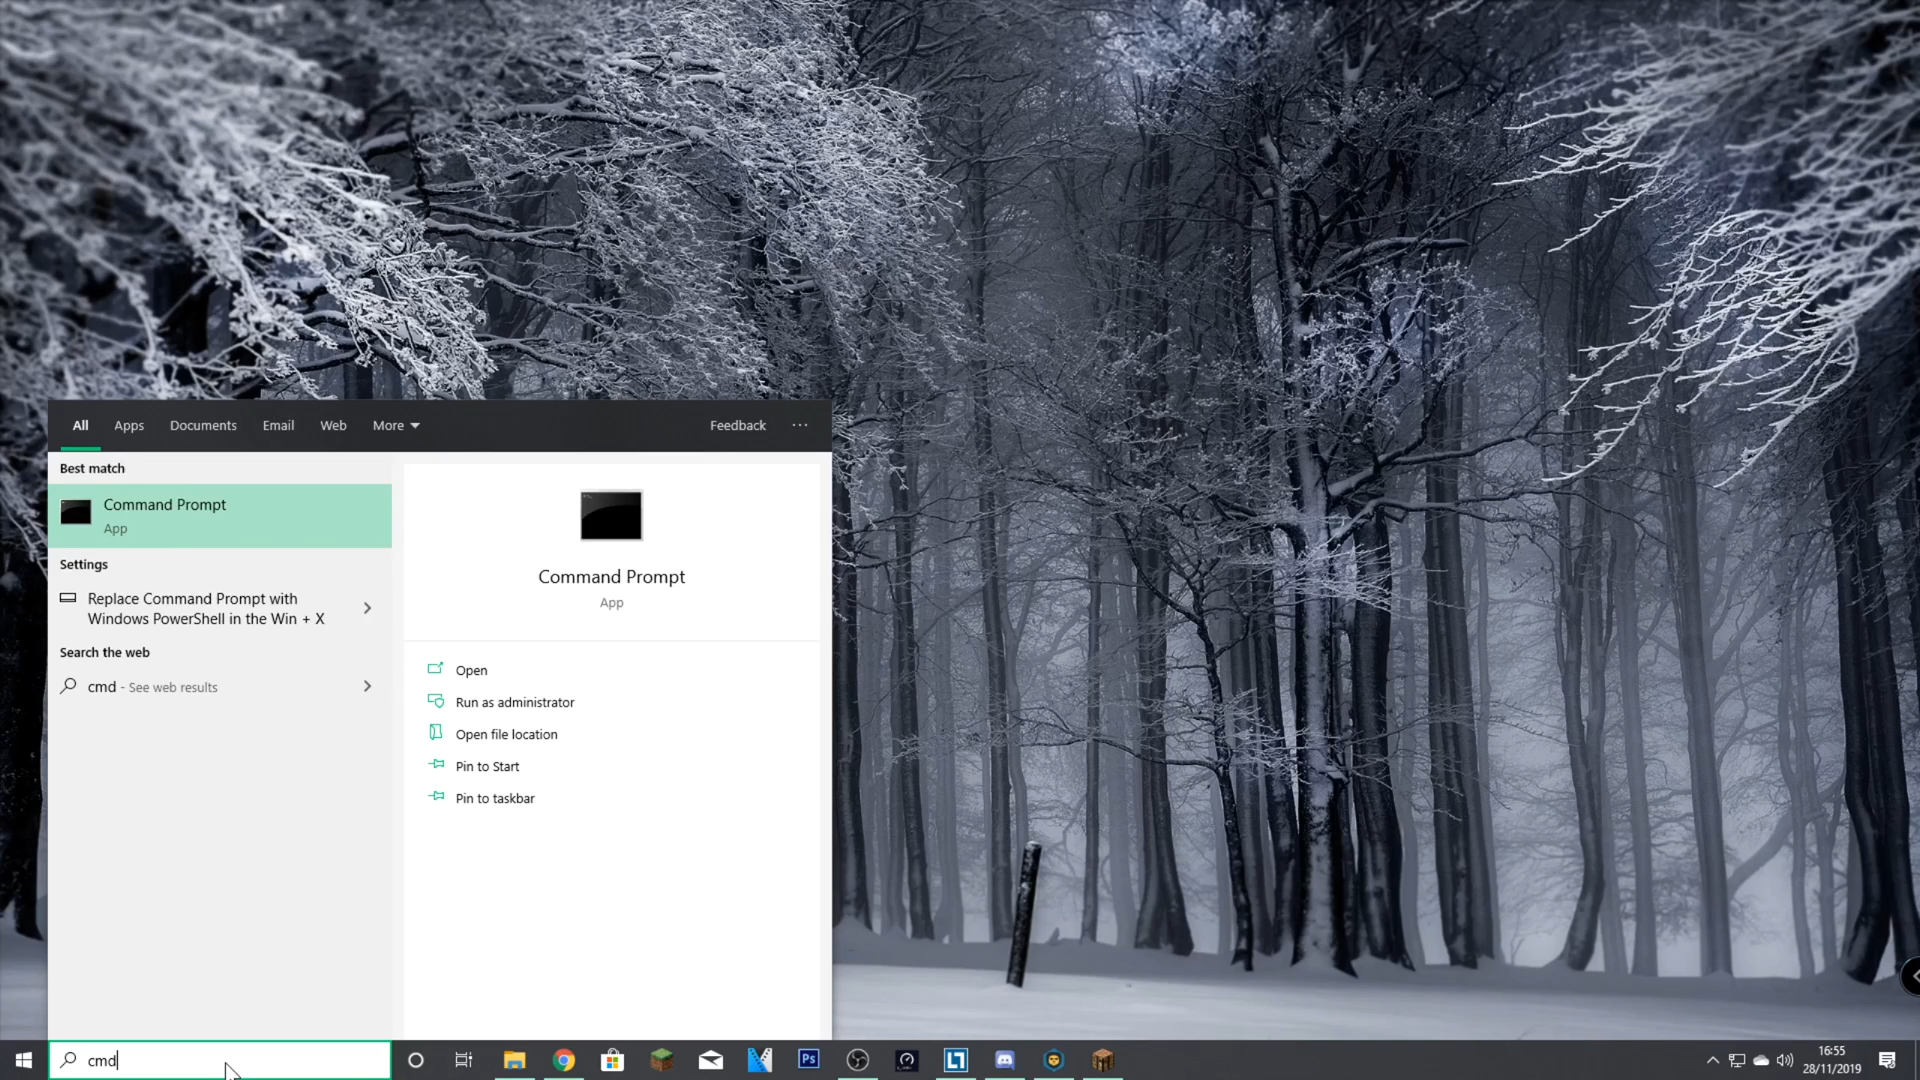 All Apps Documents Email Web More Feedback ...
Best match
Command Prompt
App
Settings
Replace Command Prompt with
Windows PowerShell in the Win + X
Search the web
cmd - See web results
Command Prompt
App
Open
Run as administrator
Open file location
Pin to Start
Pin to taskbar
cmd
Ps
16:55
28/11/2019